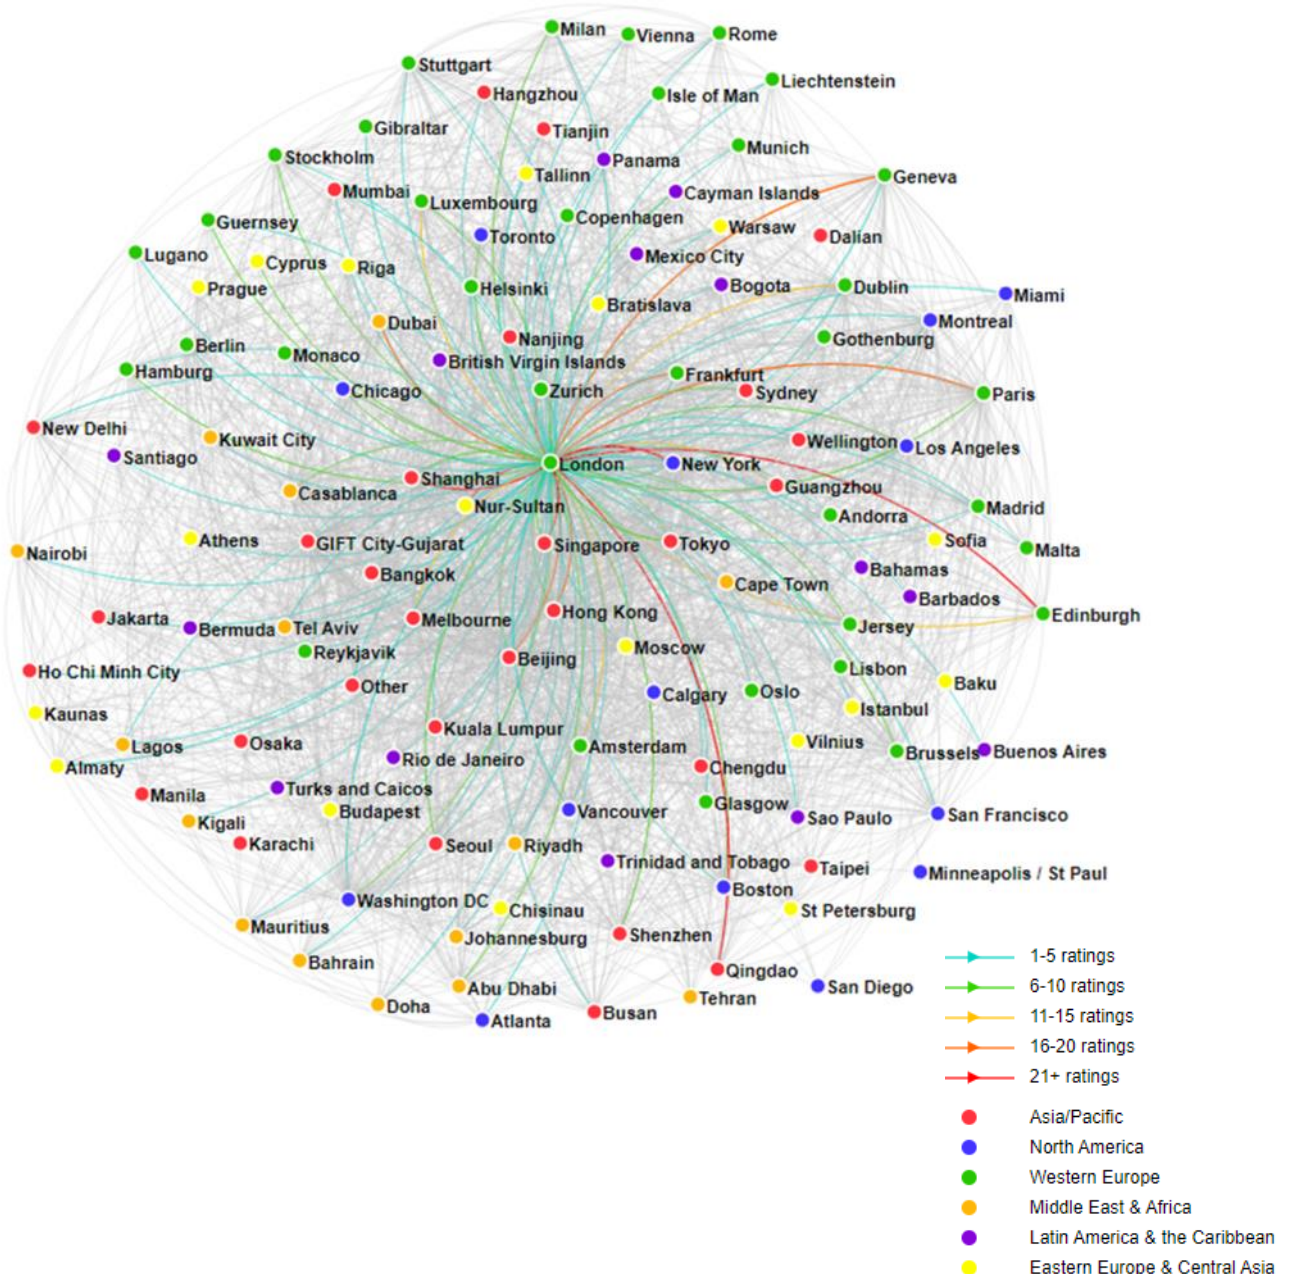 Milan
Vienna
Rome
Stuttgart
Liechtenstein
Hangzhou
Isle of Man
Gibraltar
Tianjin
Munich
Stockholm
Panama
Tallinn
Geneva
Mumbai
Cayman Islands
Luxembourg
Copenhagen
Guernsey
Warsaw
Toronto
Dalian
Lugano
Mexico City
Cyprus
Riga
Bogota
Dublin
Prague
Helsinki
Miami
Bratislava
Dubai
Montreal
Nanjing
Gothenburg
Berlin
Monaco
British Virgin Islands
Hamburg
Frankfurt
Chicago
Zurich
Sydney
Paris
New Delhi
Kuwait City
Wellington
Los Angeles
Santiago
London
New York
Shanghai
Guangzhou
Casablanca
Nur-Sultan
Madrid
Andorra
Athens
GIFT City-Gujarat
Singapore
Tokyo
Sofia
Malta
Nairobi
Bangkok
Bahamas
Cape Town
Barbados
Jakarta
Melbourne
Hong Kong
Edinburgh
Bermuda
Tel Aviv
Jersey
Reykjavik
Moscow
Beijing
Lisbon
Ho Chi Minh City
Other
Calgary
Oslo
Baku
Kaunas
Istanbul
Kuala Lumpur
Lagos
Osaka
Amsterdam
Vilnius
Brussels
Buenos Aires
Rio de Janeiro
Almaty
Chengdu
Manila
Turks and Caicos
Budapest
Vancouver
Glasgow
Sao Paulo
San Francisco
Kigali
Karachi
Seoul
Riyadh
Trinidad and Tobago
Taipei
Minneapolis / St Paul
Washington DC
Boston
Chisinau
St Petersburg
Mauritius
Johannesburg
Shenzhen
Bahrain
Qingdao
Abu Dhabi
Tehran
San Diego
Doha
Atlanta
Busan
1-5 ratings
6-10 ratings
11-15 ratings
16-20 ratings
21+ ratings
Asia/Pacific
North America
Western Europe
Middle East & Africa
Latin America & the Caribbean
Eastern Europe & Central Asia